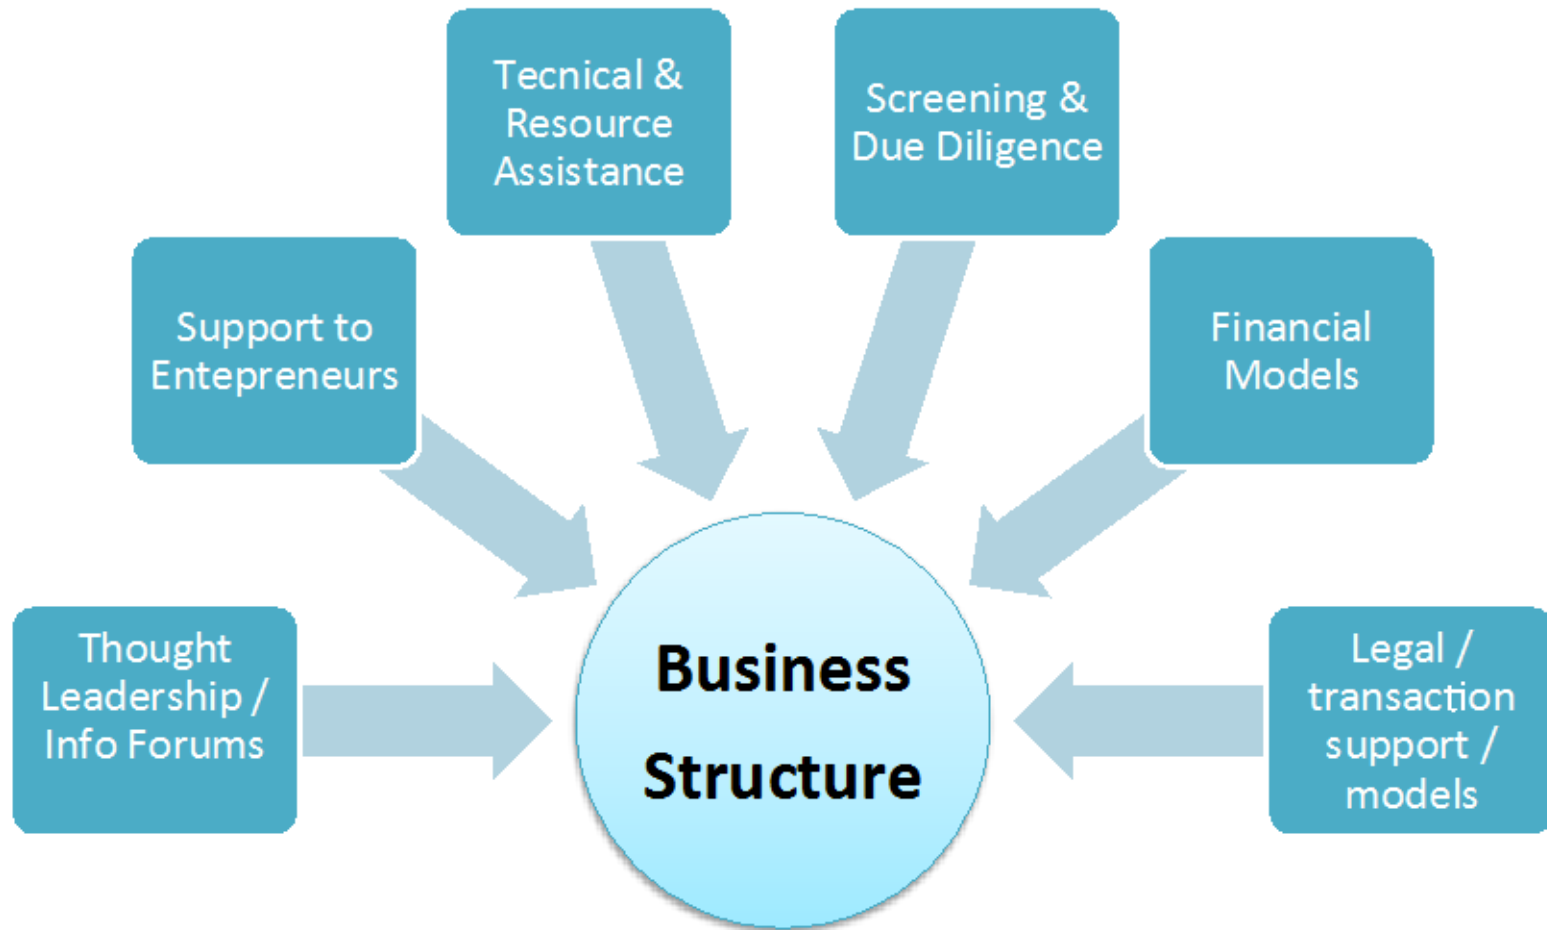 Tecnical &
Resource
Assistance
Screening &
Due Diligence
Support to
Entepreneurs
Financial
Models
Thought
Leadership /
Info Forums
Business
Structure
Legal /
transaction
support /
models